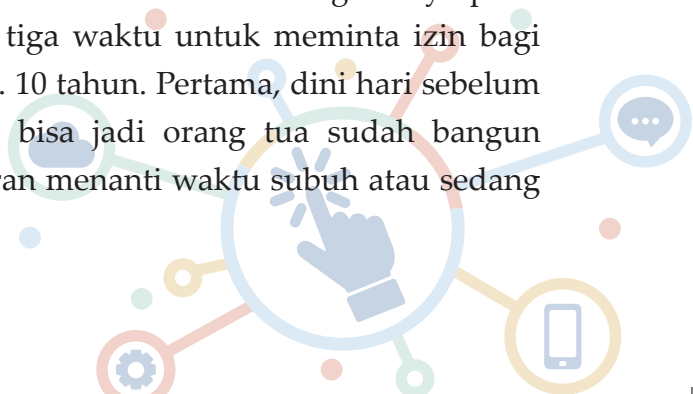 tiga waktu untuk meminta izin bagi
. 10 tahun. Pertama, dini hari sebelum
bisa jadi orang tua sudah bangun
ran menanti waktu subuh atau sedang